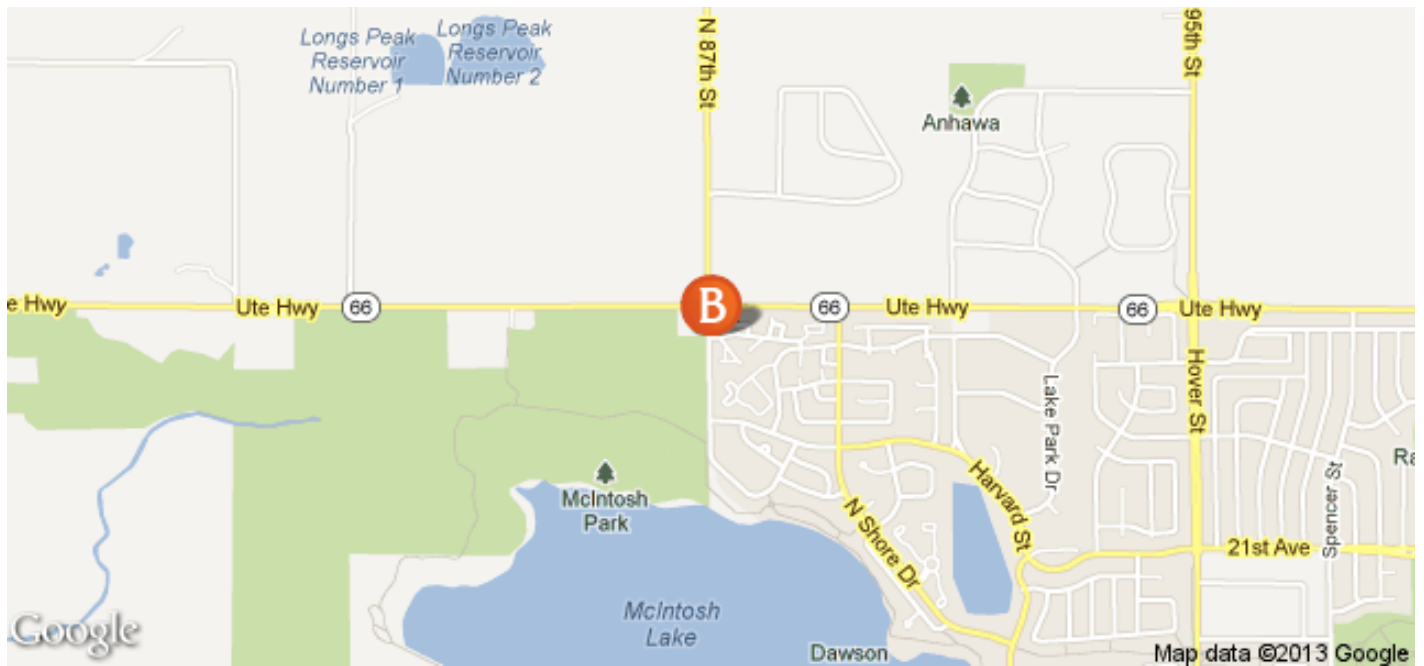 Longs Peak
Reservoir
Number 1
Longs Peak
Reservoir
Number 2
N 87th St
95th St
Anhawa
e Hwy
Ute Hwy
66
B
66
Ute Hwy
66
Ute Hwy
Hover St
Lake Park Dr
McIntosh
Park
Harvard St
N Shore Dr
Spencer St
Ra
21st Ave
McIntosh
Lake
Dawson
Google
Map data ©2013 Google